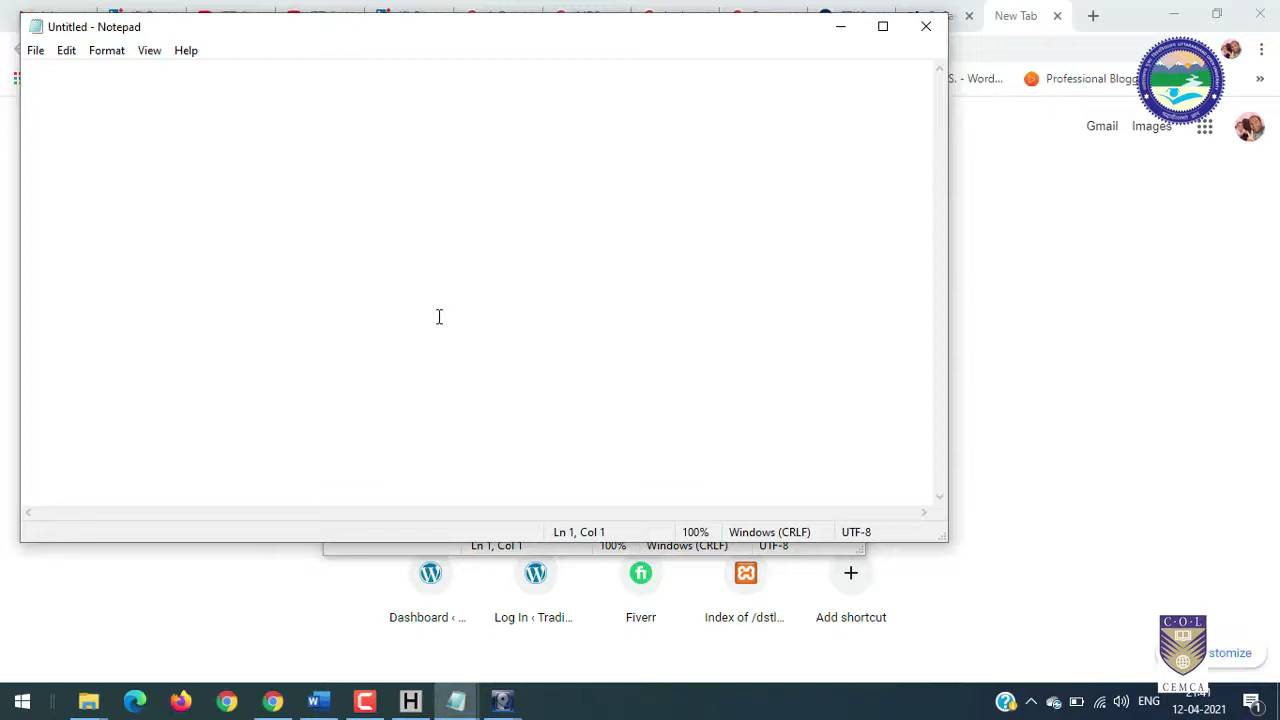 Untitled - Notepad
New Tab
File Edit Format View Help
S. - Word...
Professional Blogg
Gmail Images
Ln 1, Col 1 100% Windows (CRLF) UTF-8
Ln 1, Col 1 100% Windows (CRLF) UTF-8
Dashboard ‹ ...
Log In ‹ Tradi...
Fiverr
Index of /dstl...
Add shortcut
C·O·L
CEMCA
stomize
ENG
21:41
12-04-2021